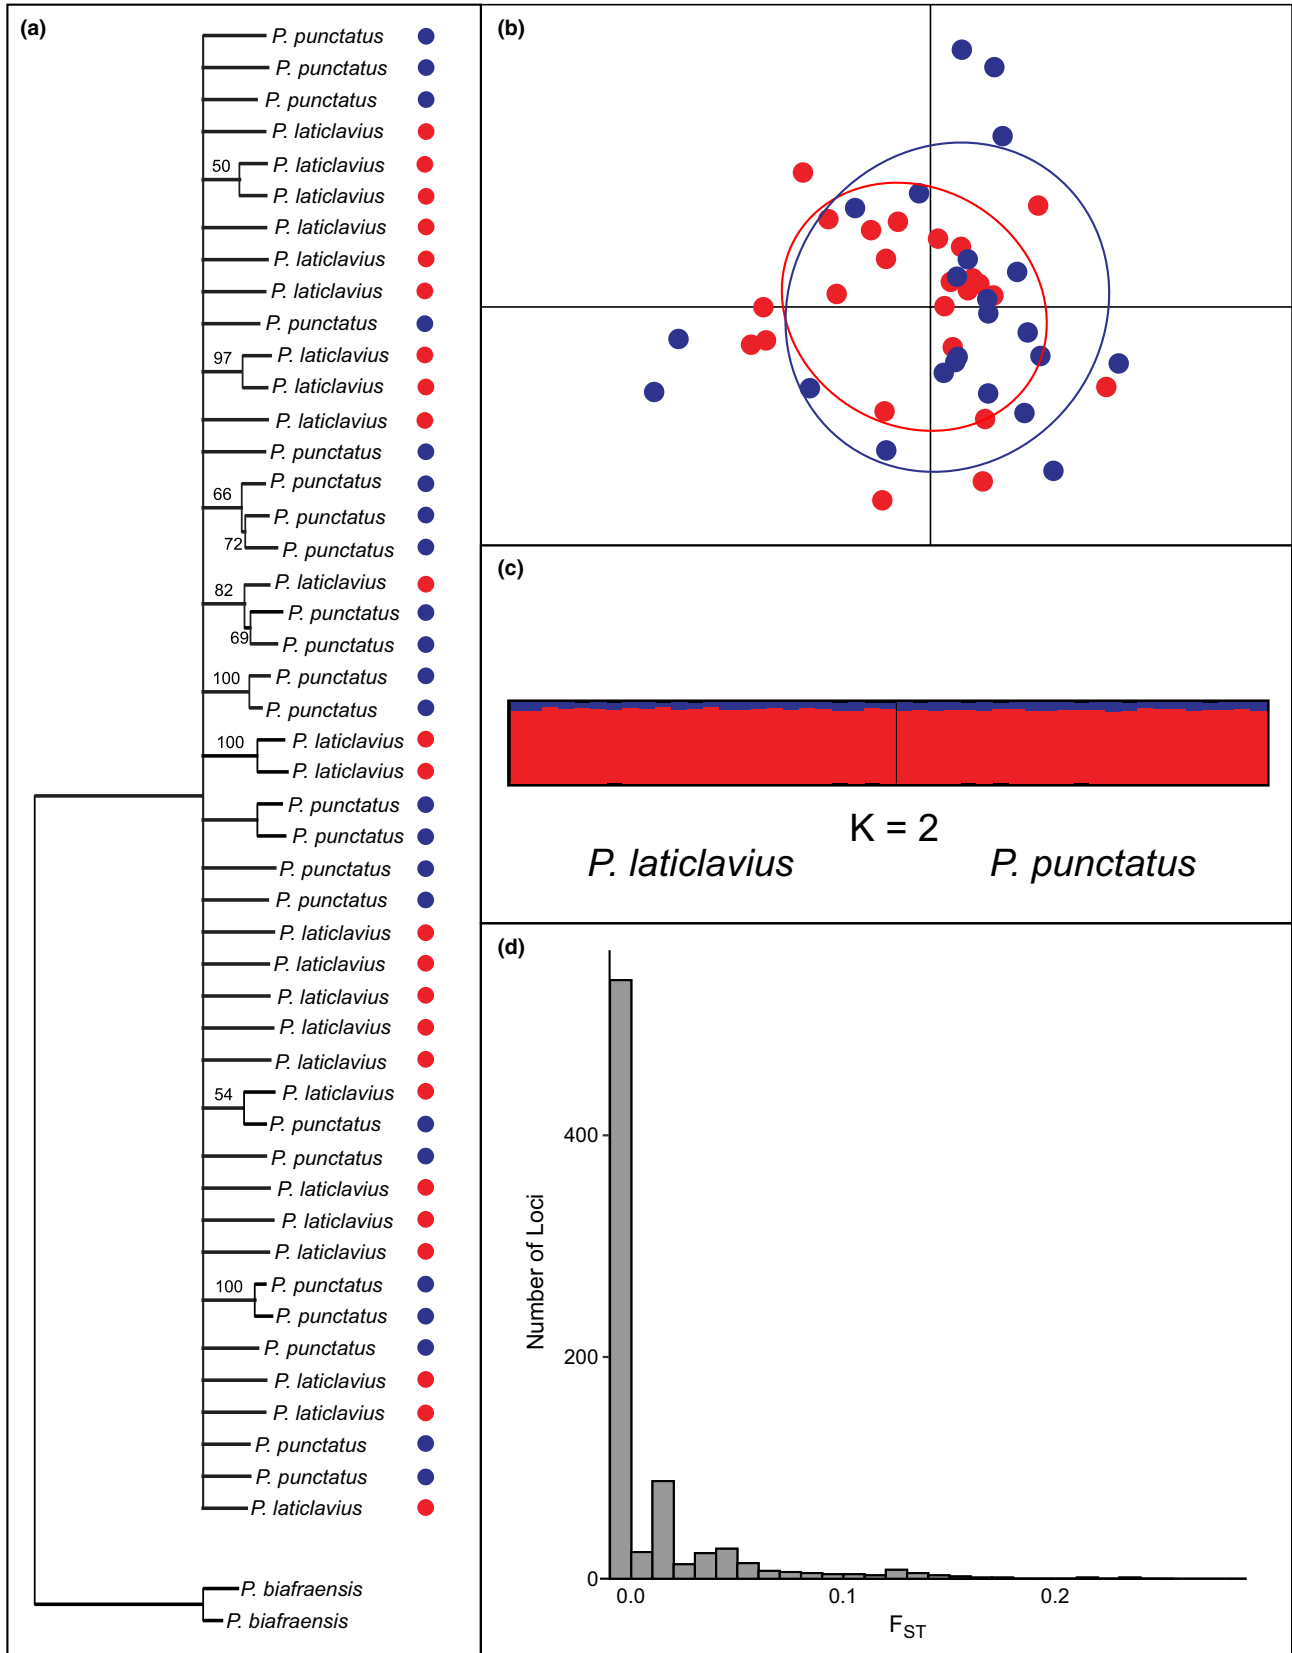 (a)
P. punctatus
P. punctatus
P. punctatus
P. laticlavius
50
P. laticlavius
P. laticlavius
P. laticlavius
P. laticlavius
P. laticlavius
P. punctatus
97
P. laticlavius
P. laticlavius
P. laticlavius
P. punctatus
66
P. punctatus
P. punctatus
72
P. punctatus
82
P. laticlavius
P. punctatus
69
P. punctatus
100
P. punctatus
P. punctatus
100
P. laticlavius
P. laticlavius
P. punctatus
P. punctatus
P. punctatus
P. punctatus
P. laticlavius
P. laticlavius
P. laticlavius
P. laticlavius
P. laticlavius
54
P. laticlavius
P. punctatus
P. punctatus
P. laticlavius
P. laticlavius
P. laticlavius
100
P. punctatus
P. punctatus
P. punctatus
P. laticlavius
P. laticlavius
P. punctatus
P. punctatus
P. laticlavius
P. biafraensis
P. biafraensis
(b)
(c)
K = 2
P. laticlavius P. punctatus
(d)
Number of Loci
400
200
0
0.0 0.1 0.2
F_ST